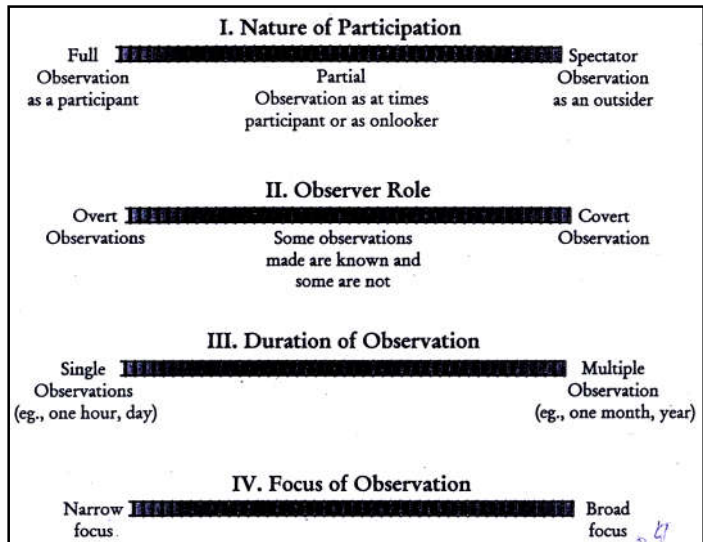 I. Nature of Participation
Full
Observation
as a participant
Partial
Observation as at times
participant or as onlooker
Spectator
Observation
as an outsider
II. Observer Role
Overt
Observations
Some observations
made are known and
some are not
Covert
Observation
III. Duration of Observation
Single
Observations
(eg., one hour, day)
Multiple
Observation
(eg., one month, year)
IV. Focus of Observation
Narrow
focus
Broad
focus